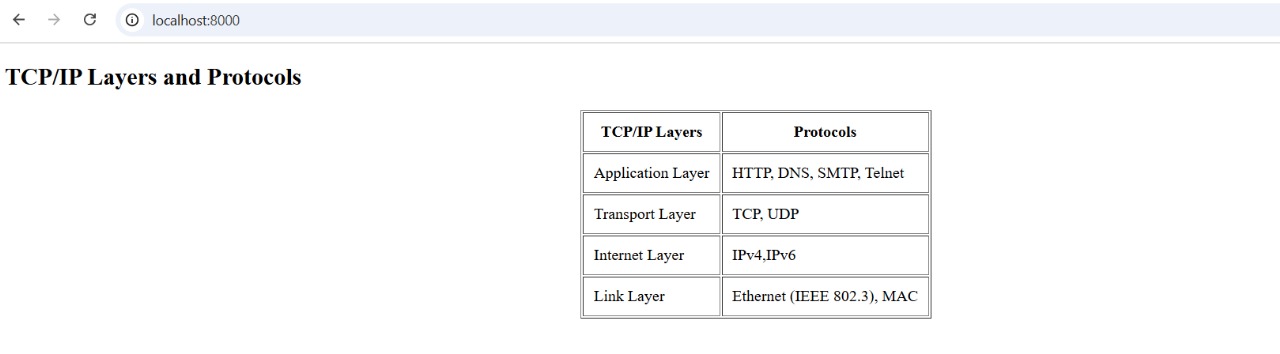 localhost:8000
TCP/IP Layers and Protocols
TCP/IP Layers Protocols
Application Layer HTTP, DNS, SMTP, Telnet
Transport Layer TCP, UDP
Internet Layer IPv4,IPv6
Link Layer Ethernet (IEEE 802.3), MAC